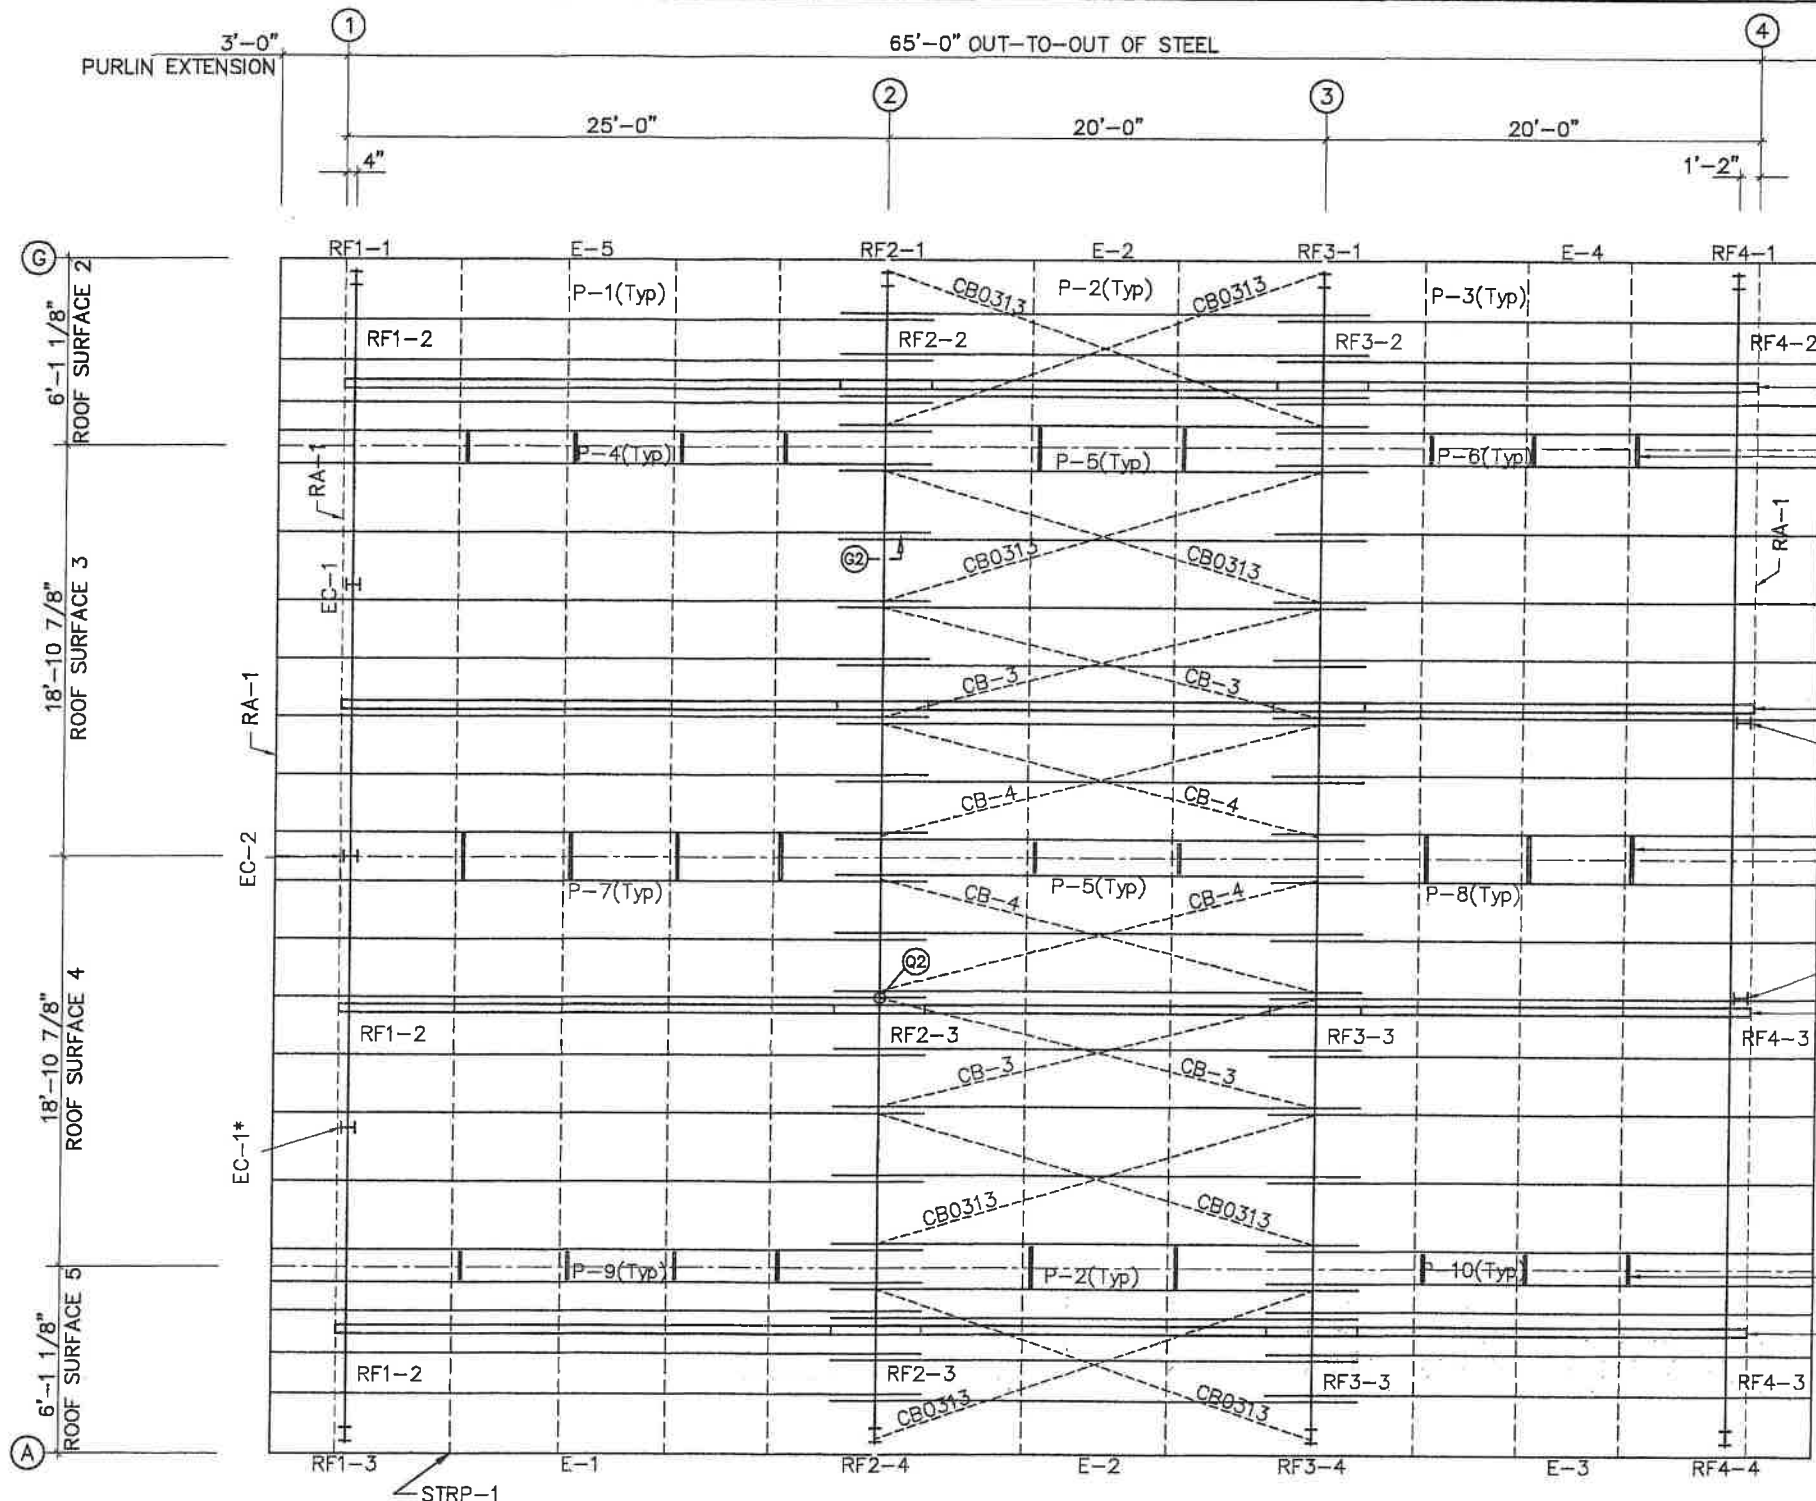 1
4
3'-0"
65'-0" OUT-TO-OUT OF STEEL
PURLIN EXTENSION
2
3
25'-0"
20'-0"
20'-0"
4"
1'-2"
G
RF1-1
E-5
RF2-1
E-2
RF3-1
E-4
RF4-1
6'-1 1/8"
ROOF SURFACE 2
P-1(Typ)
CB0313
P-2(Typ)
CB0313
P-3(Typ)
RF1-2
RF2-2
RF3-2
RF4-2
P-4(Typ)
P-5(Typ)
P-6(Typ)
RA-1
RA-1
G2
CB0313
CB0313
EC-1
18'-10 7/8"
ROOF SURFACE 3
CB-3
CB-3
RA-1
CB-4
CB-4
EC-2
P-7(Typ)
P-5(Typ)
P-8(Typ)
CB-4
CB-4
Q2
18'-10 7/8"
ROOF SURFACE 4
RF1-2
RF2-3
RF3-3
RF4-3
CB-3
CB-3
EC-1*
CB0313
CB0313
P-9(Typ)
P-2(Typ)
P-10(Typ)
6'-1 1/8"
ROOF SURFACE 5
RF1-2
RF2-3
RF3-3
RF4-3
CB0313
CB0313
A
RF1-3
E-1
RF2-4
E-2
RF3-4
E-3
RF4-4
STRP-1